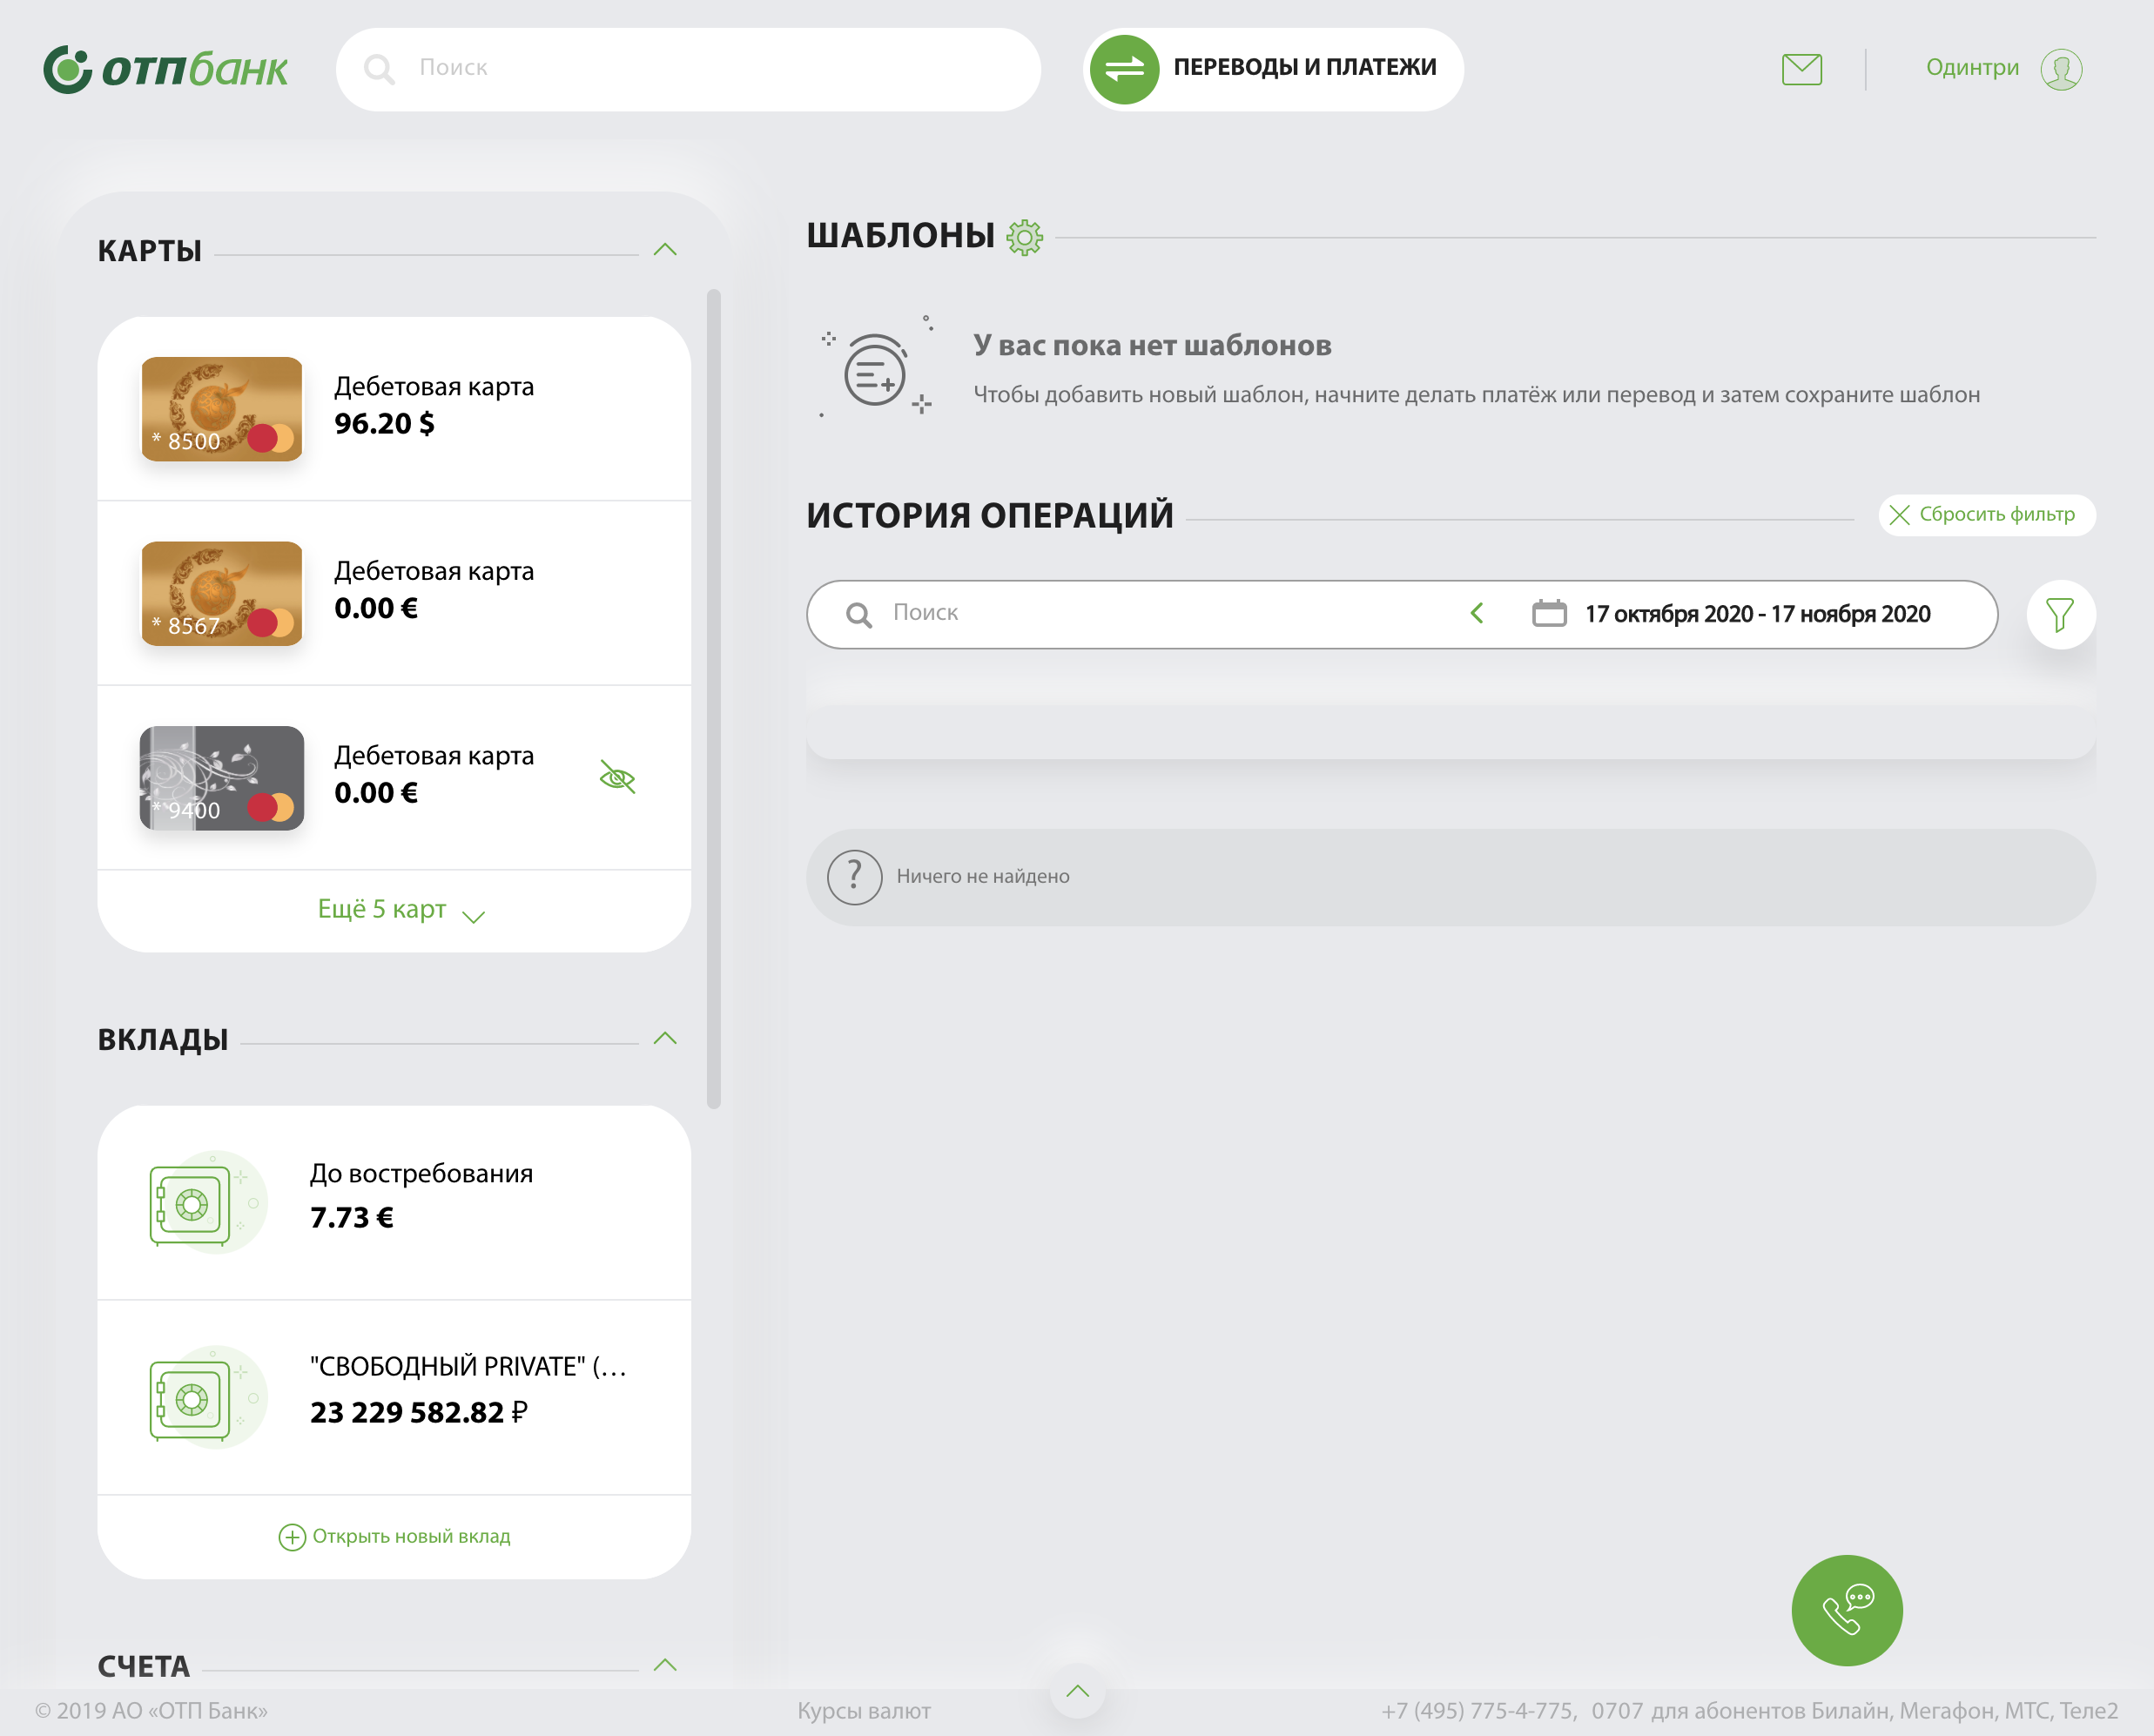 ОТПбанк
Поиск
ПЕРЕВОДЫ И ПЛАТЕЖИ
Одинтри
КАРТЫ
* 8500
Дебетовая карта
96.20 $
* 8567
Дебетовая карта
0.00 €
* 9400
Дебетовая карта
0.00 €
Ещё 5 карт
ВКЛАДЫ
До востребования
7.73 €
"СВОБОДНЫЙ PRIVATE" (...
23 229 582.82 ₽
Открыть новый вклад
СЧЕТА
ШАБЛОНЫ
У вас пока нет шаблонов
Чтобы добавить новый шаблон, начните делать платёж или перевод и затем сохраните шаблон
ИСТОРИЯ ОПЕРАЦИЙ
Сбросить фильтр
Поиск
17 октября 2020 - 17 ноября 2020
? Ничего не найдено
© 2019 АО «ОТП Банк»
Курсы валют
+7 (495) 775-4-775, 0707 для абонентов Билайн, Мегафон, МТС, Теле2